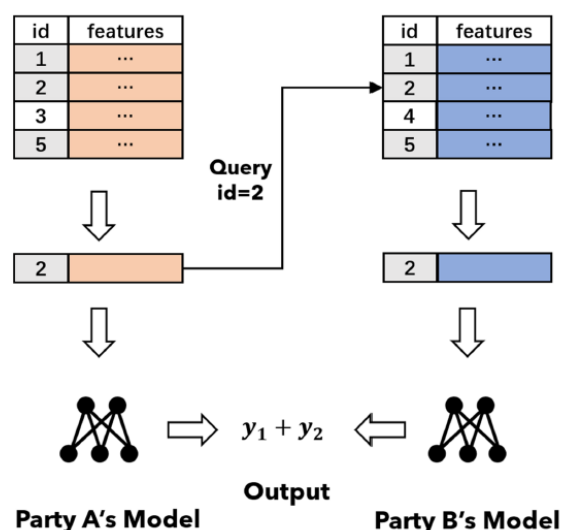 id features
1 ...
2 ...
3 ...
5 ...
id features
1 ...
2 ...
4 ...
5 ...
Query
id=2
2
2
y₁ + y₂
Output
Party A's Model
Party B's Model